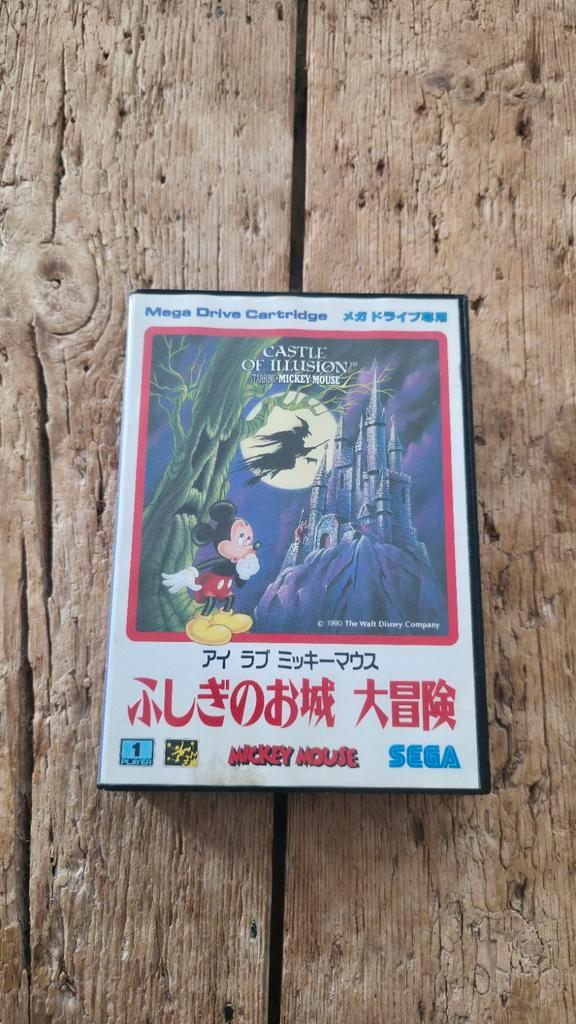 Mega Drive Cartridge メガドライブ専用
CASTLE
OF ILLUSION™
STARRING MICKEY MOUSE
© 1990 The Walt Disney Company
アイ ラブ ミッキーマウス
ふしぎのお城 大冒険
1
PLAYER
MICKEY MOUSE
SEGA